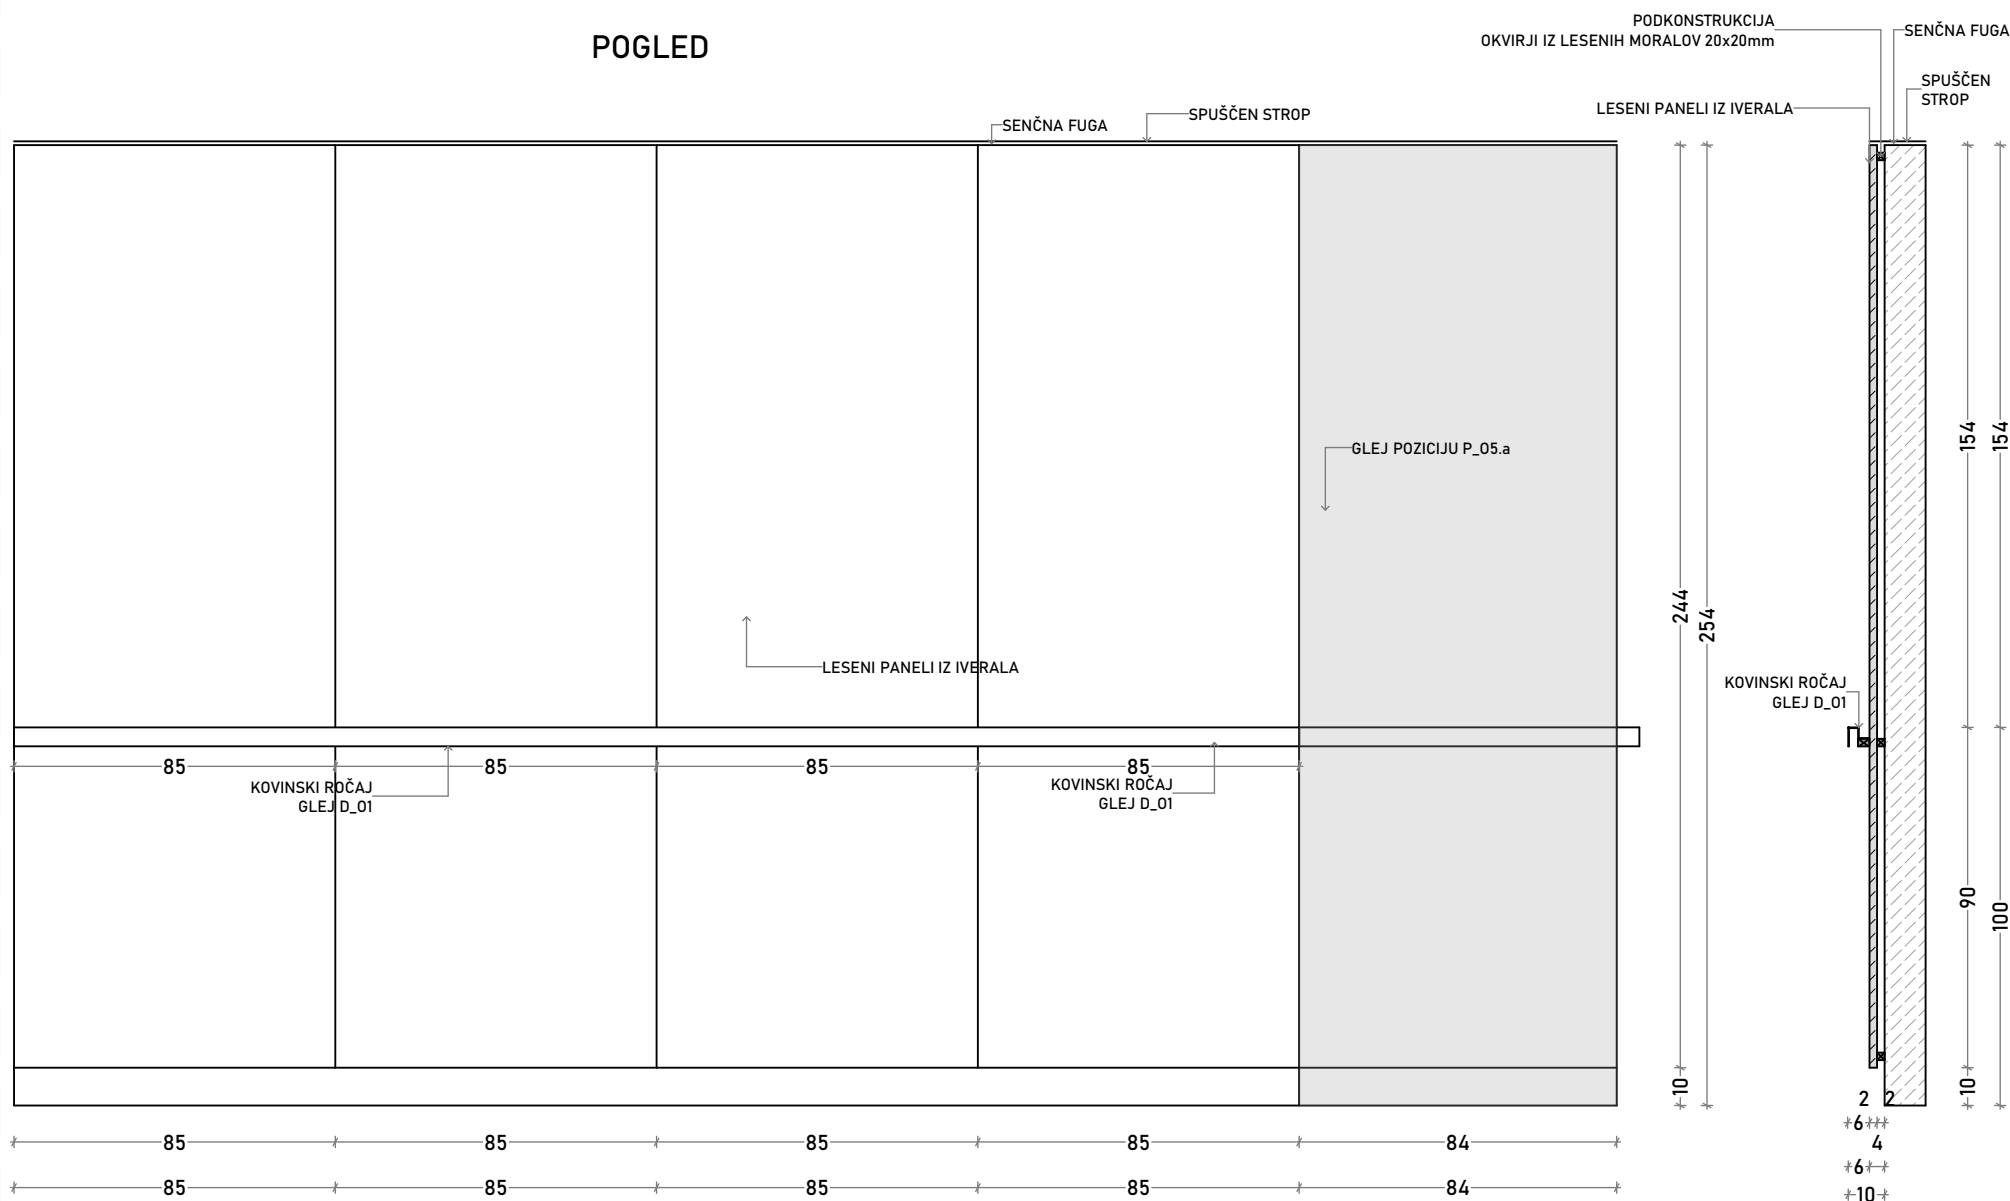 POGLED
PODKONSTRUKCIJA
OKVIRJI IZ LESENIH MORALOV 20x20mm
SENČNA FUGA
SPUŠČEN
STROP
LESENI PANELI IZ IVERALA
SENČNA FUGA
SPUŠČEN STROP
GLEJ POZICIJU P_05.a
154
154
244
254
LESENI PANELI IZ IVERALA
KOVINSKI ROČAJ
GLEJ D_01
85
85
85
85
KOVINSKI ROČAJ
GLEJ D_01
KOVINSKI ROČAJ
GLEJ D_01
90
100
10
10
2
2
6
4
85
85
85
85
84
6
85
85
85
85
84
10